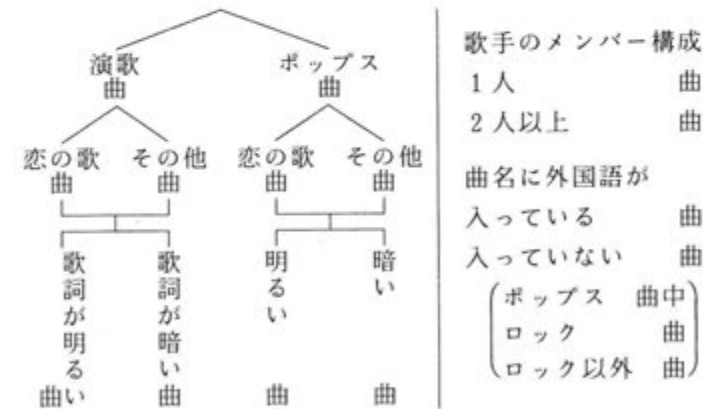 演歌
曲
ポップス
曲
恋の歌
曲
その他
曲
恋の歌
曲
その他
曲
歌詞が明るい
曲
歌詞が暗い
曲
明るい
曲
暗い
曲
歌手のメンバー構成
1人 曲
2人以上 曲
曲名に外国語が
入っている 曲
入っていない 曲
(ポップス 曲中
ロック 曲
ロック以外 曲)